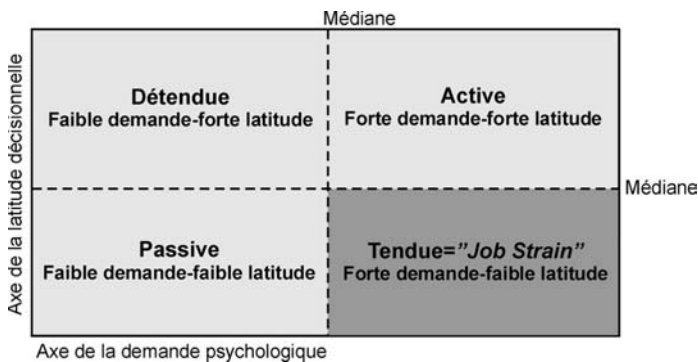 Médiane
Axe de la latitude décisionnelle
Détendue
Faible demande-forte latitude
Active
Forte demande-forte latitude
Médiane
Passive
Faible demande-faible latitude
Tendue=”Job Strain”
Forte demande-faible latitude
Axe de la demande psychologique